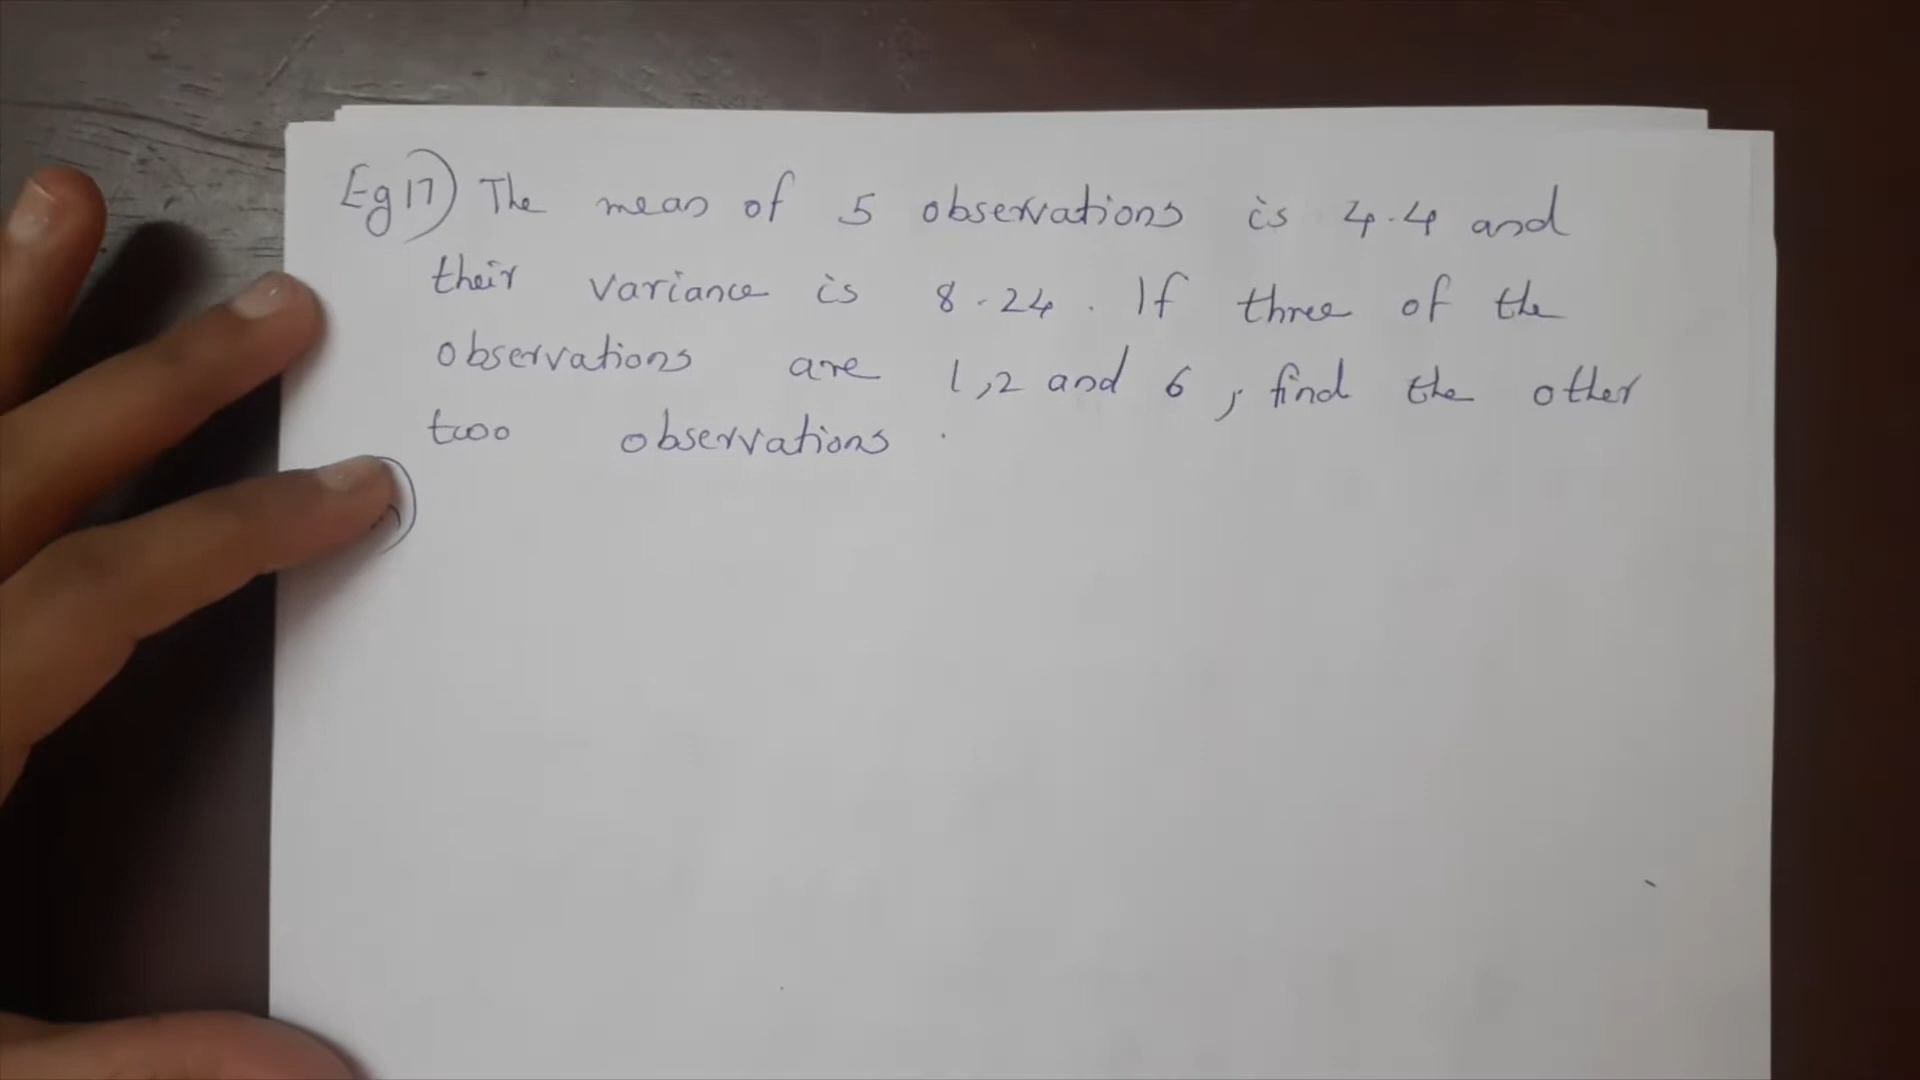 Eg 17) The mean of 5 observations is 4.4 and
their variance is 8.24. If three of the
observations are 1, 2 and 6, find the other
two observations.